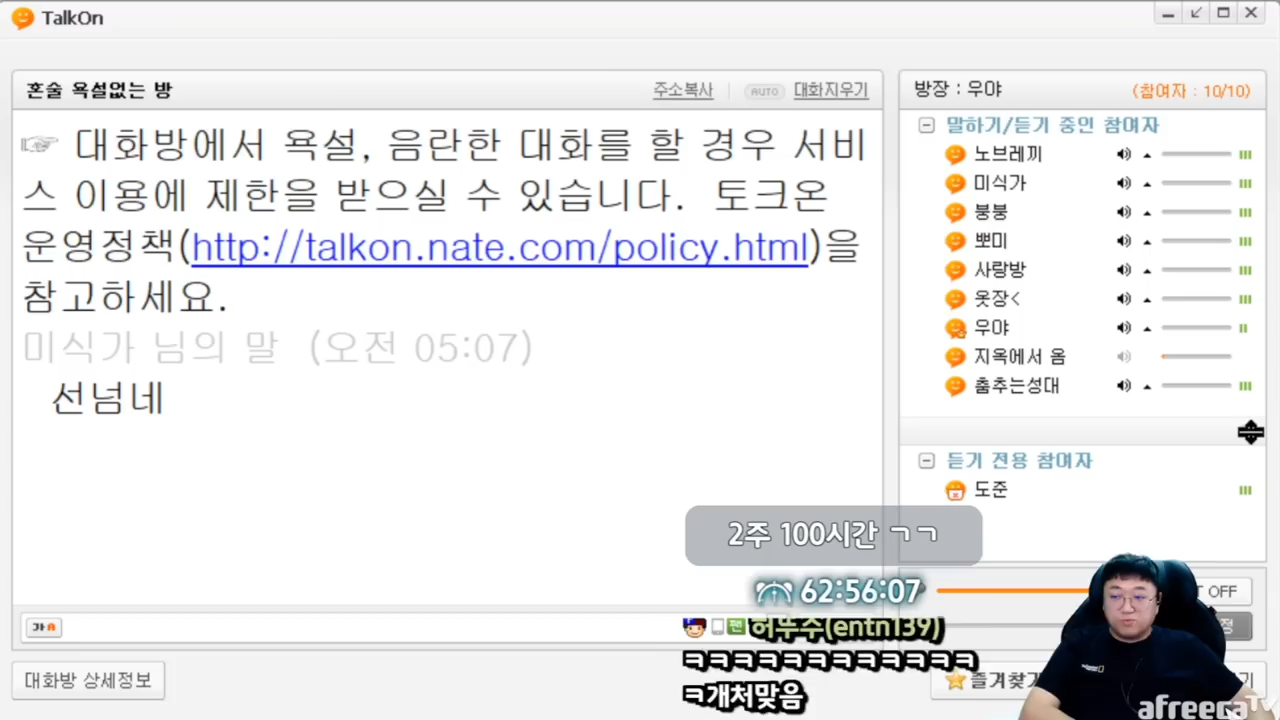 TalkOn
혼술 욕설없는 방
주소복사
AUTO
대화지우기
☞ 대화방에서 욕설, 음란한 대화를 할 경우 서비
스 이용에 제한을 받으실 수 있습니다. 토크온
운영정책(http://talkon.nate.com/policy.html)을
참고하세요.
미식가 님의 말 (오전 05:07)
선넘네
가
대화방 상세정보
방장 : 우야
(참여자 : 10/10)
말하기/듣기 중인 참여자
노브레끼
미식가
붕붕
뽀미
사랑방
옷장<
우야
지옥에서 옴
춤추는성대
듣기 전용 참여자
도준
2주 100시간 ㄱㄱ
62:56:07
OFF
정
팬 허뚜수(entn139)
ㅋㅋㅋㅋㅋㅋㅋㅋㅋㅋㅋㅋ
ㅋ개처맞음
즐겨찾기
기
afreecaTV